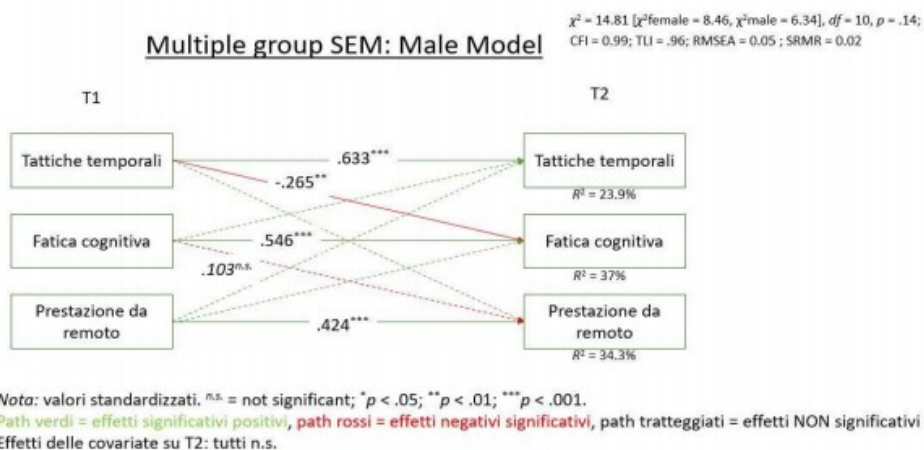 χ² = 14.81 [χ²female = 8.46, χ²male = 6.34], df = 10, p = .14;
CFI = 0.99; TLI = .96; RMSEA = 0.05 ; SRMR = 0.02
Multiple group SEM: Male Model
T1
T2
Tattiche temporali
.633***
Tattiche temporali
-.265**
R² = 23.9%
Fatica cognitiva
.546***
Fatica cognitiva
.103n.s.
R² = 37%
Prestazione da
remoto
.424***
Prestazione da
remoto
R² = 34.3%
Nota: valori standardizzati. n.s. = not significant; *p < .05; **p < .01; ***p < .001.
Path verdi = effetti significativi positivi, path rossi = effetti negativi significativi, path tratteggiati = effetti NON significativi
Effetti delle covariate su T2: tutti n.s.